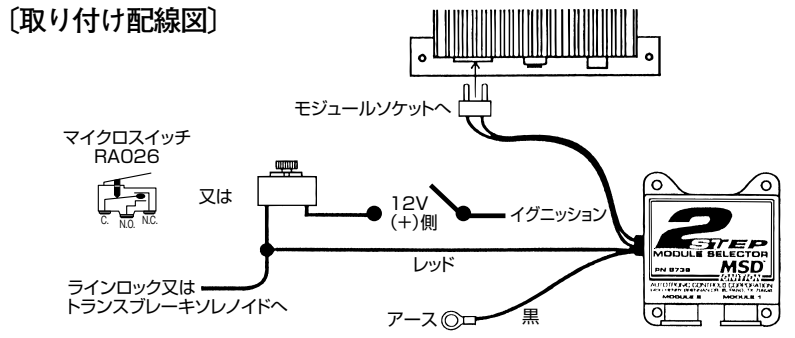 〔取り付け配線図〕
モジュールソケットへ
マイクロスイッチ
RA026
C. N.O. N.C.
又は
12V
(+)側
イグニッション
レッド
ラインロック又は
トランスブレーキソレノイドへ
アース
黒
2
STEP
MODULE SELECTOR
PN 8739
MSD
IGNITION
AUTOTRONIC CONTROLS CORPORATION
MODULE 2 MODULE 1